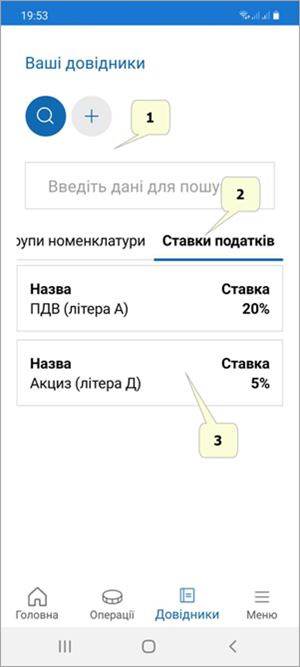 19:53
Ваші довідники
1
Введіть дані для пошу
2
рупи номенклатури Ставки податків
Назва Ставка
ПДВ (літера А) 20%
Назва Ставка
Акциз (літера Д) 5%
3
Головна Операції Довідники Меню